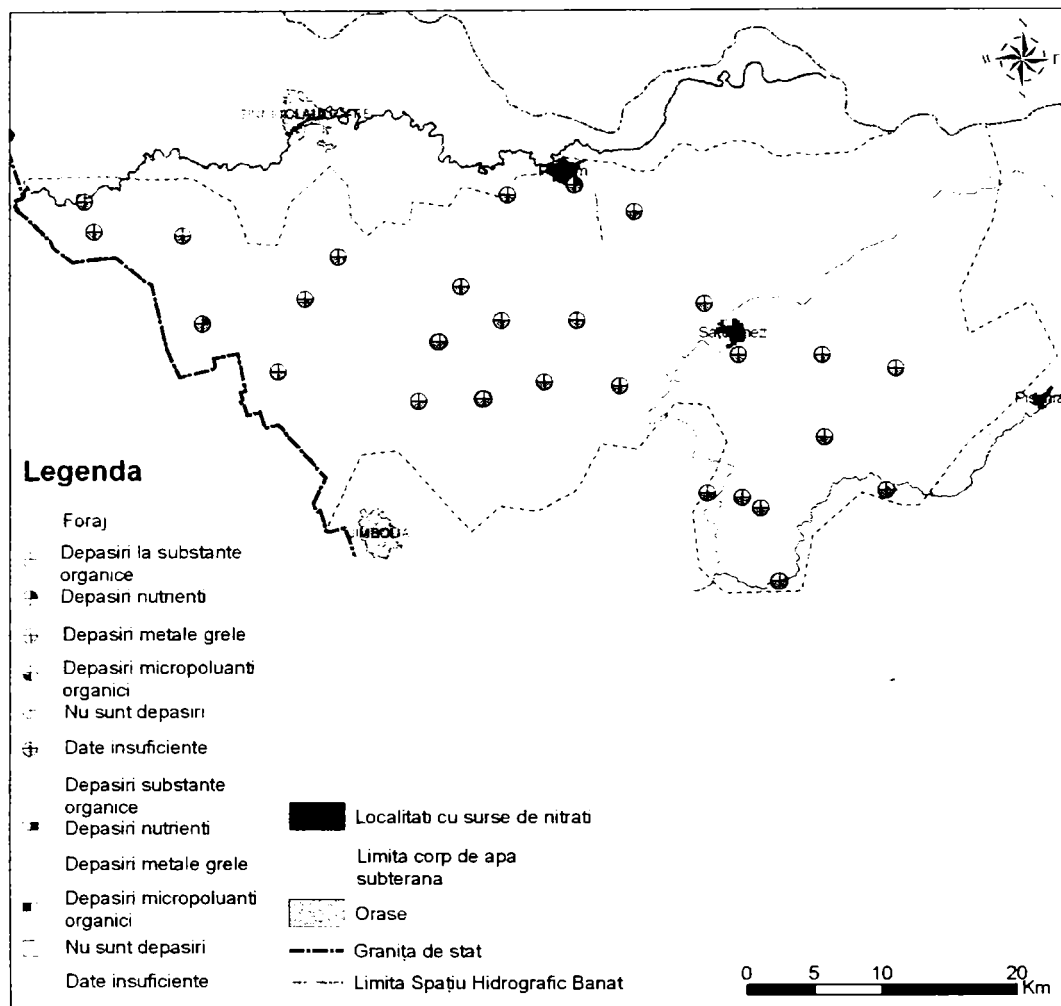 Legenda
Foraj
Depasiri la substante
organice
Depasiri nutrienti
Depasiri metale grele
Depasiri micropoluanti
organici
Nu sunt depasiri
Date insuficiente
Depasiri substante
organice
Depasiri nutrienti
Depasiri metale grele
Depasiri micropoluanti
organici
Nu sunt depasiri
Date insuficiente
Localitati cu surse de nitrati
Limita corp de apa
subterana
Orase
Granița de stat
Limita Spațiu Hidrografic Banat
0 5 10 20
Km